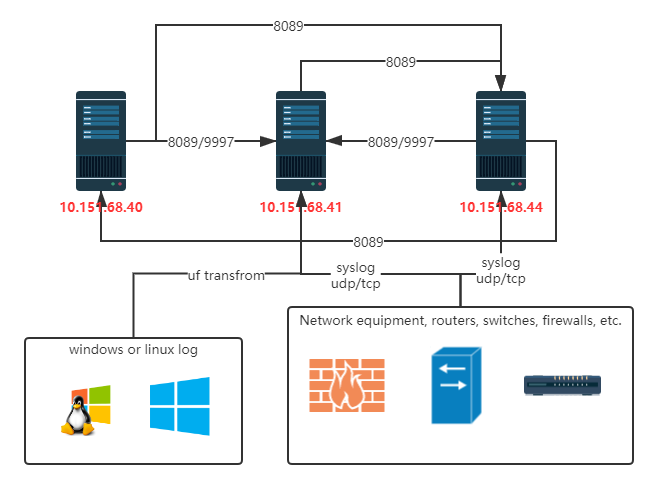 8089
8089
8089/9997
8089/9997
10.151.68.40
10.151.68.41
10.151.68.44
8089
uf transfrom
syslog
udp/tcp
syslog
udp/tcp
windows or linux log
Network equipment, routers, switches, firewalls, etc.